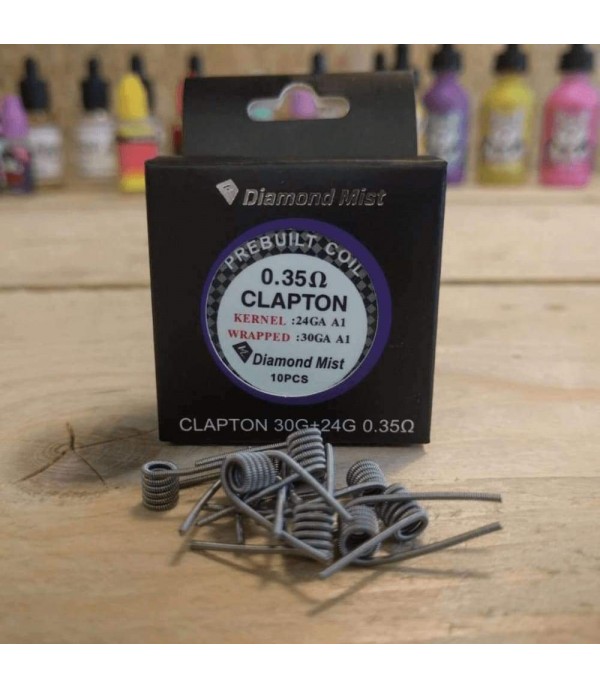 Diamond Mist
PREBUILT COIL
0.35Ω
CLAPTON
KERNEL :24GA A1
WRAPPED :30GA A1
Diamond Mist
10PCS
CLAPTON 30G+24G 0.35Ω